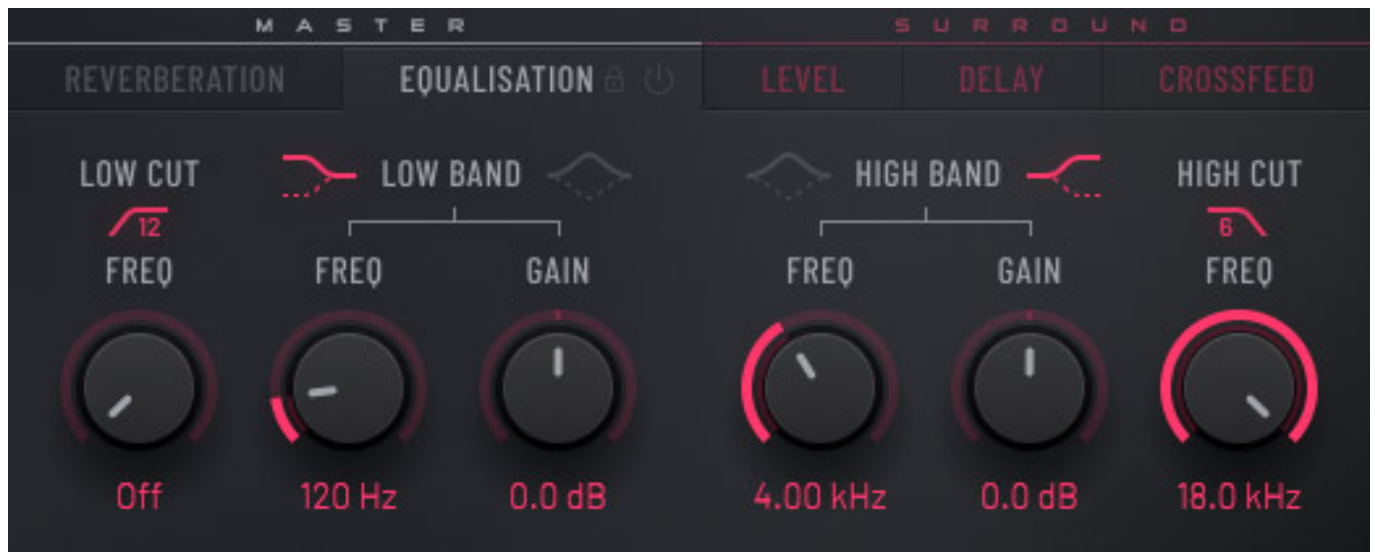 MASTER SURROUND
REVERBERATION EQUALISATION LEVEL DELAY CROSSFEED
LOW CUT LOW BAND HIGH BAND HIGH CUT
12 6
FREQ FREQ GAIN FREQ GAIN FREQ
Off 120 Hz 0.0 dB 4.00 kHz 0.0 dB 18.0 kHz